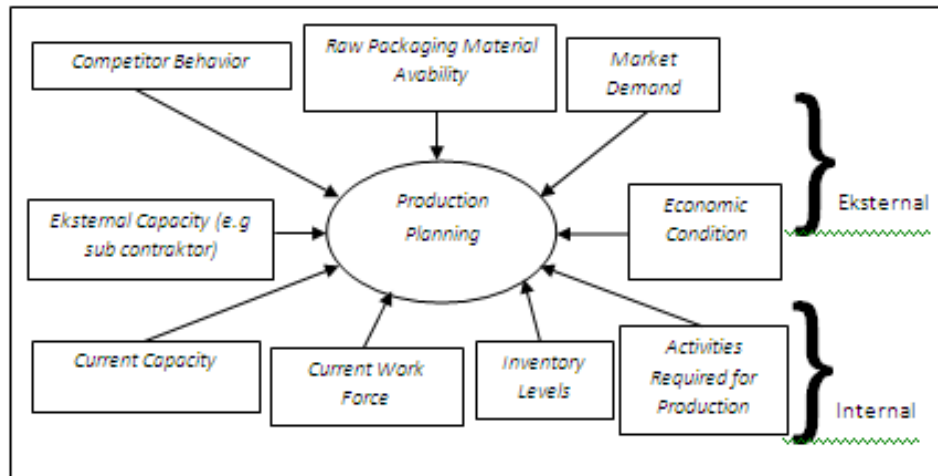 Competitor Behavior
Raw Packaging Material
Avability
Market
Demand
Eksternal Capacity (e.g
sub contraktor)
Production
Planning
Economic
Condition
Eksternal
Current Capacity
Current Work
Force
Inventory
Levels
Activities
Required for
Production
Internal